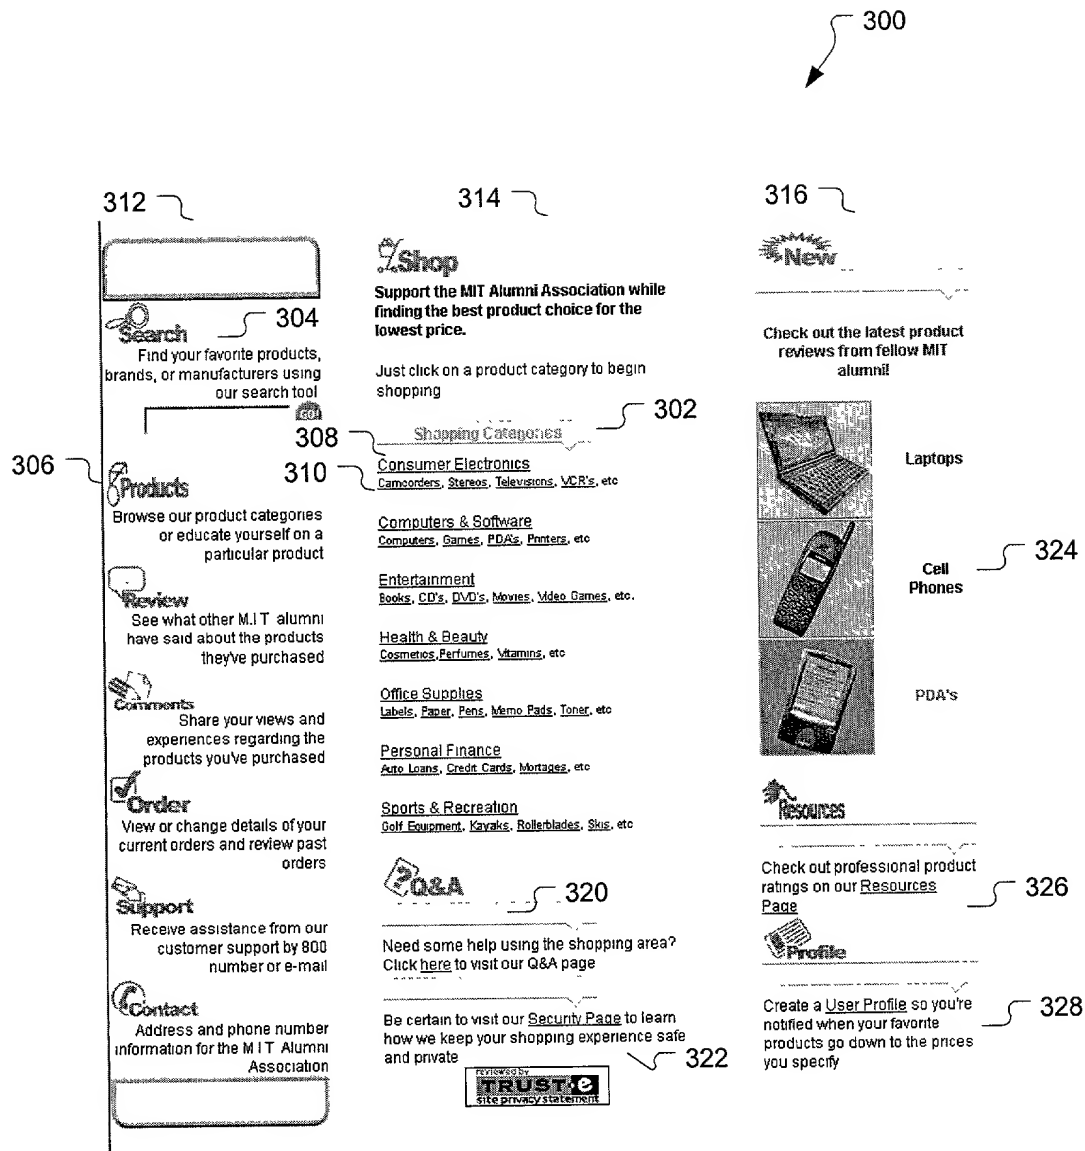 300
312
314
316
Search
304
Find your favorite products,
brands, or manufacturers using
our search tool
GO!
306
Products
Browse our product categories
or educate yourself on a
particular product
Review
See what other M.I.T alumni
have said about the products
they've purchased
Comments
Share your views and
experiences regarding the
products you've purchased
Order
View or change details of your
current orders and review past
orders
Support
Receive assistance from our
customer support by 800
number or e-mail
Contact
Address and phone number
information for the M I T Alumni
Association
Shop
Support the MIT Alumni Association while
finding the best product choice for the
lowest price.
Just click on a product category to begin
shopping
302
Shopping Categories
308
Consumer Electronics
310
Camcorders, Stereos, Televisions, VCR's, etc
Computers & Software
Computers, Games, PDA's, Printers, etc
Entertainment
Books, CD's, DVD's, Movies, Video Games, etc.
Health & Beauty
Cosmetics,Perfumes, Vitamins, etc
Office Supplies
Labels, Paper, Pens, Memo Pads, Toner, etc
Personal Finance
Auto Loans, Credit Cards, Mortages, etc
Sports & Recreation
Golf Equipment, Kayaks, Rollerblades, Skis, etc
Q&A
320
Need some help using the shopping area?
Click here to visit our Q&A page
Be certain to visit our Security Page to learn
how we keep your shopping experience safe
and private
322
reviewed by
TRUST e
site privacy statement
New
Check out the latest product
reviews from fellow MIT
alumni!
Laptops
Cell
Phones
324
PDA's
Resources
Check out professional product
ratings on our Resources
Page
326
Profile
Create a User Profile so you're
notified when your favorite
products go down to the prices
you specify
328